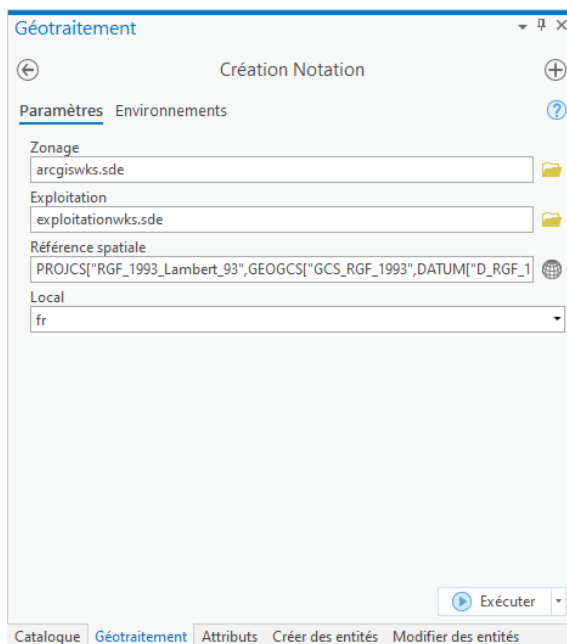 Géotraitement
Création Notation
Paramètres Environnements
Zonage
arcgiswks.sde
Exploitation
exploitationwks.sde
Référence spatiale
PROJCS["RGF_1993_Lambert_93",GEOGCS["GCS_RGF_1993",DATUM["D_RGF_1
Local
fr
Exécuter
Catalogue Géotraitement Attributs Créer des entités Modifier des entités